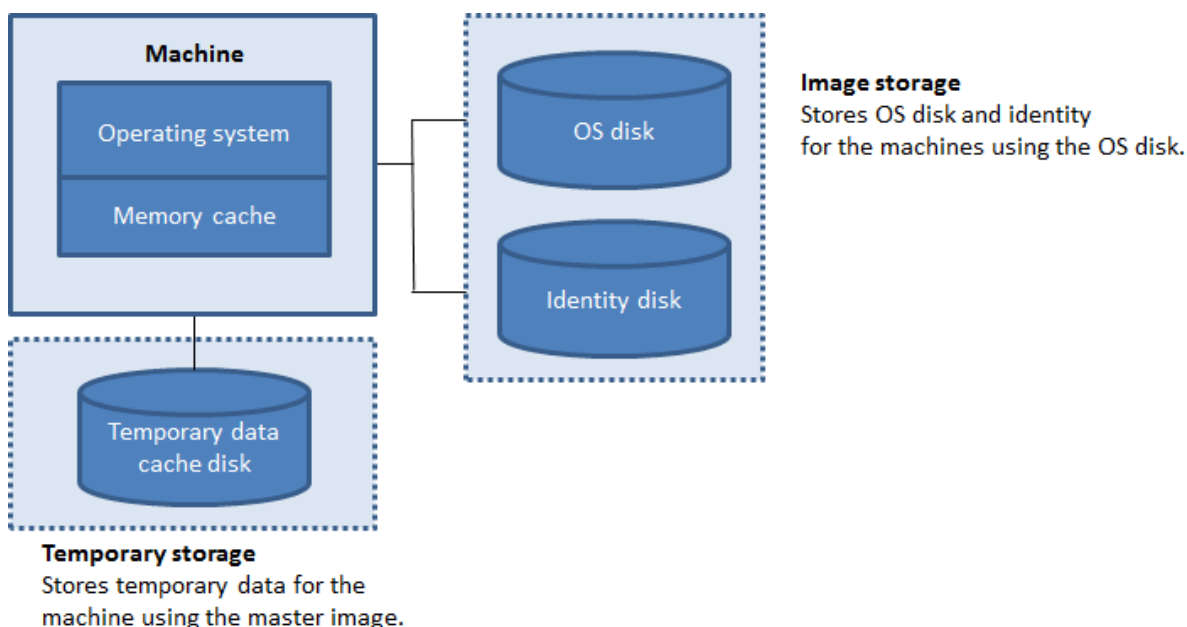 Machine
Operating system
Memory cache
OS disk
Identity disk
Image storage
Stores OS disk and identity
for the machines using the OS disk.
Temporary data
cache disk
Temporary storage
Stores temporary data for the
machine using the master image.